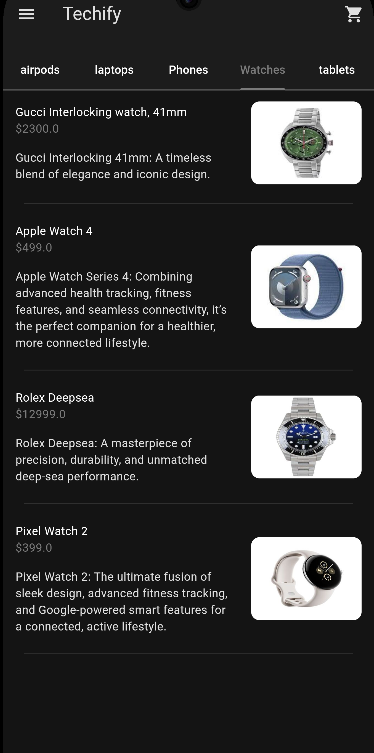 Techify
airpods laptops Phones Watches tablets
Gucci Interlocking watch, 41mm
$2300.0
Gucci Interlocking 41mm: A timeless
blend of elegance and iconic design.
Apple Watch 4
$499.0
Apple Watch Series 4: Combining
advanced health tracking, fitness
features, and seamless connectivity, it's
the perfect companion for a healthier,
more connected lifestyle.
Rolex Deepsea
$12999.0
Rolex Deepsea: A masterpiece of
precision, durability, and unmatched
deep-sea performance.
Pixel Watch 2
$399.0
Pixel Watch 2: The ultimate fusion of
sleek design, advanced fitness tracking,
and Google-powered smart features for
a connected, active lifestyle.